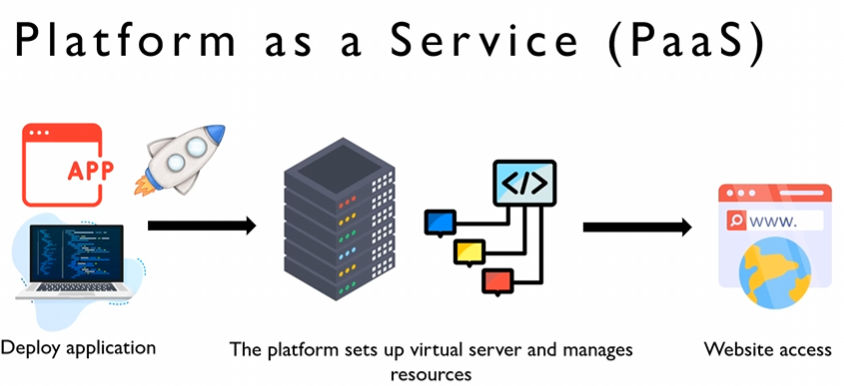 Platform as a Service (PaaS)
APP
</>
WWW.
Deploy application
The platform sets up virtual server and manages
resources
Website access